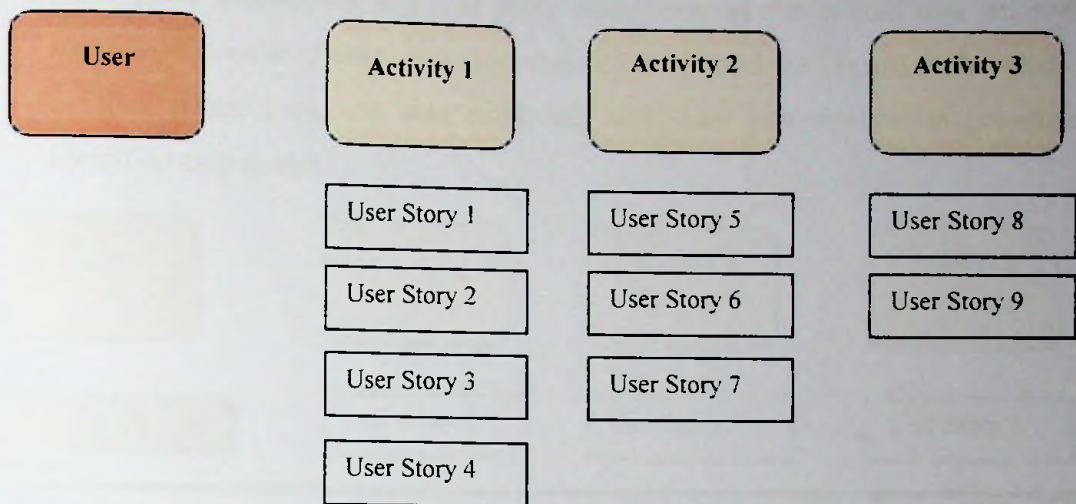 User
Activity 1
Activity 2
Activity 3
User Story 1
User Story 5
User Story 8
User Story 2
User Story 6
User Story 9
User Story 3
User Story 7
User Story 4